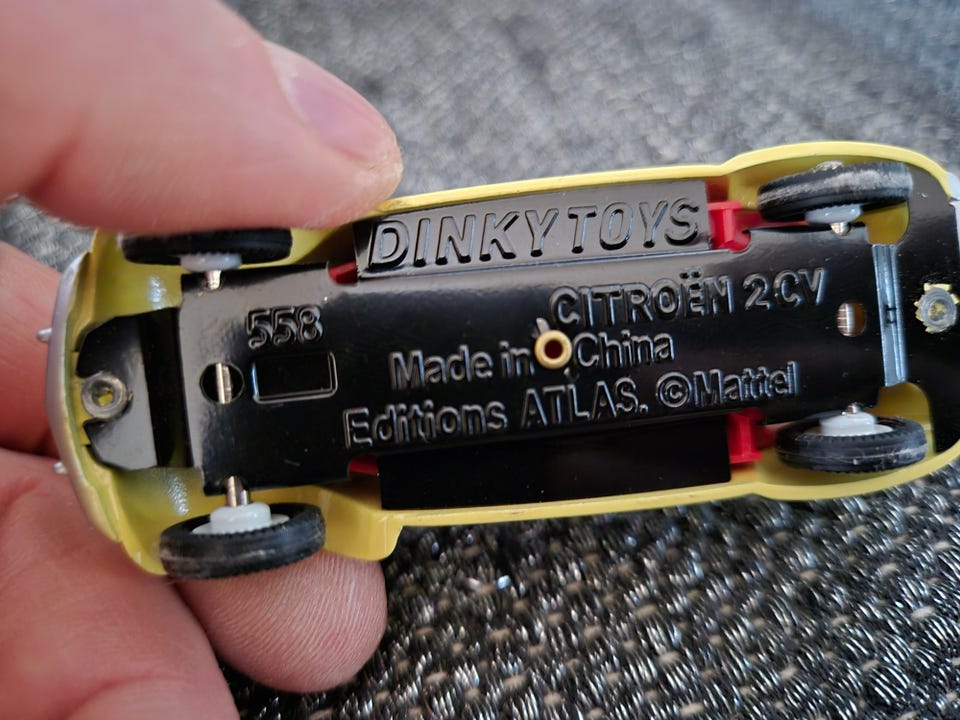 DINKY TOYS
CITROËN 2CV
558
Made in China
Editions ATLAS. ©Mattel